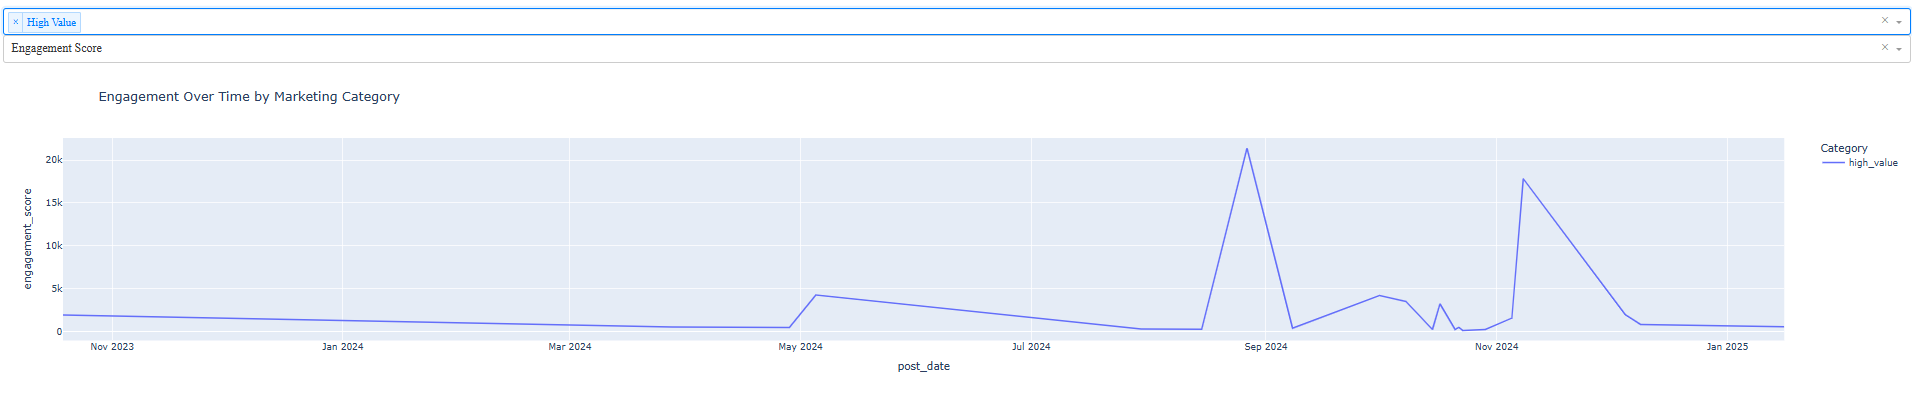 × High Value × 
Engagement Score ×
Engagement Over Time by Marketing Category
Category
high_value
engagement_score
20k
15k
10k
5k
0
Nov 2023 Jan 2024 Mar 2024 May 2024 Jul 2024 Sep 2024 Nov 2024 Jan 2025
post_date